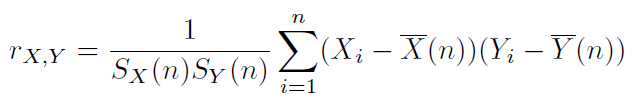 r_{X,Y} = \frac{1}{S_X(n)S_Y(n)} \sum_{i=1}^{n} (X_i - \overline{X}(n))(Y_i - \overline{Y}(n))